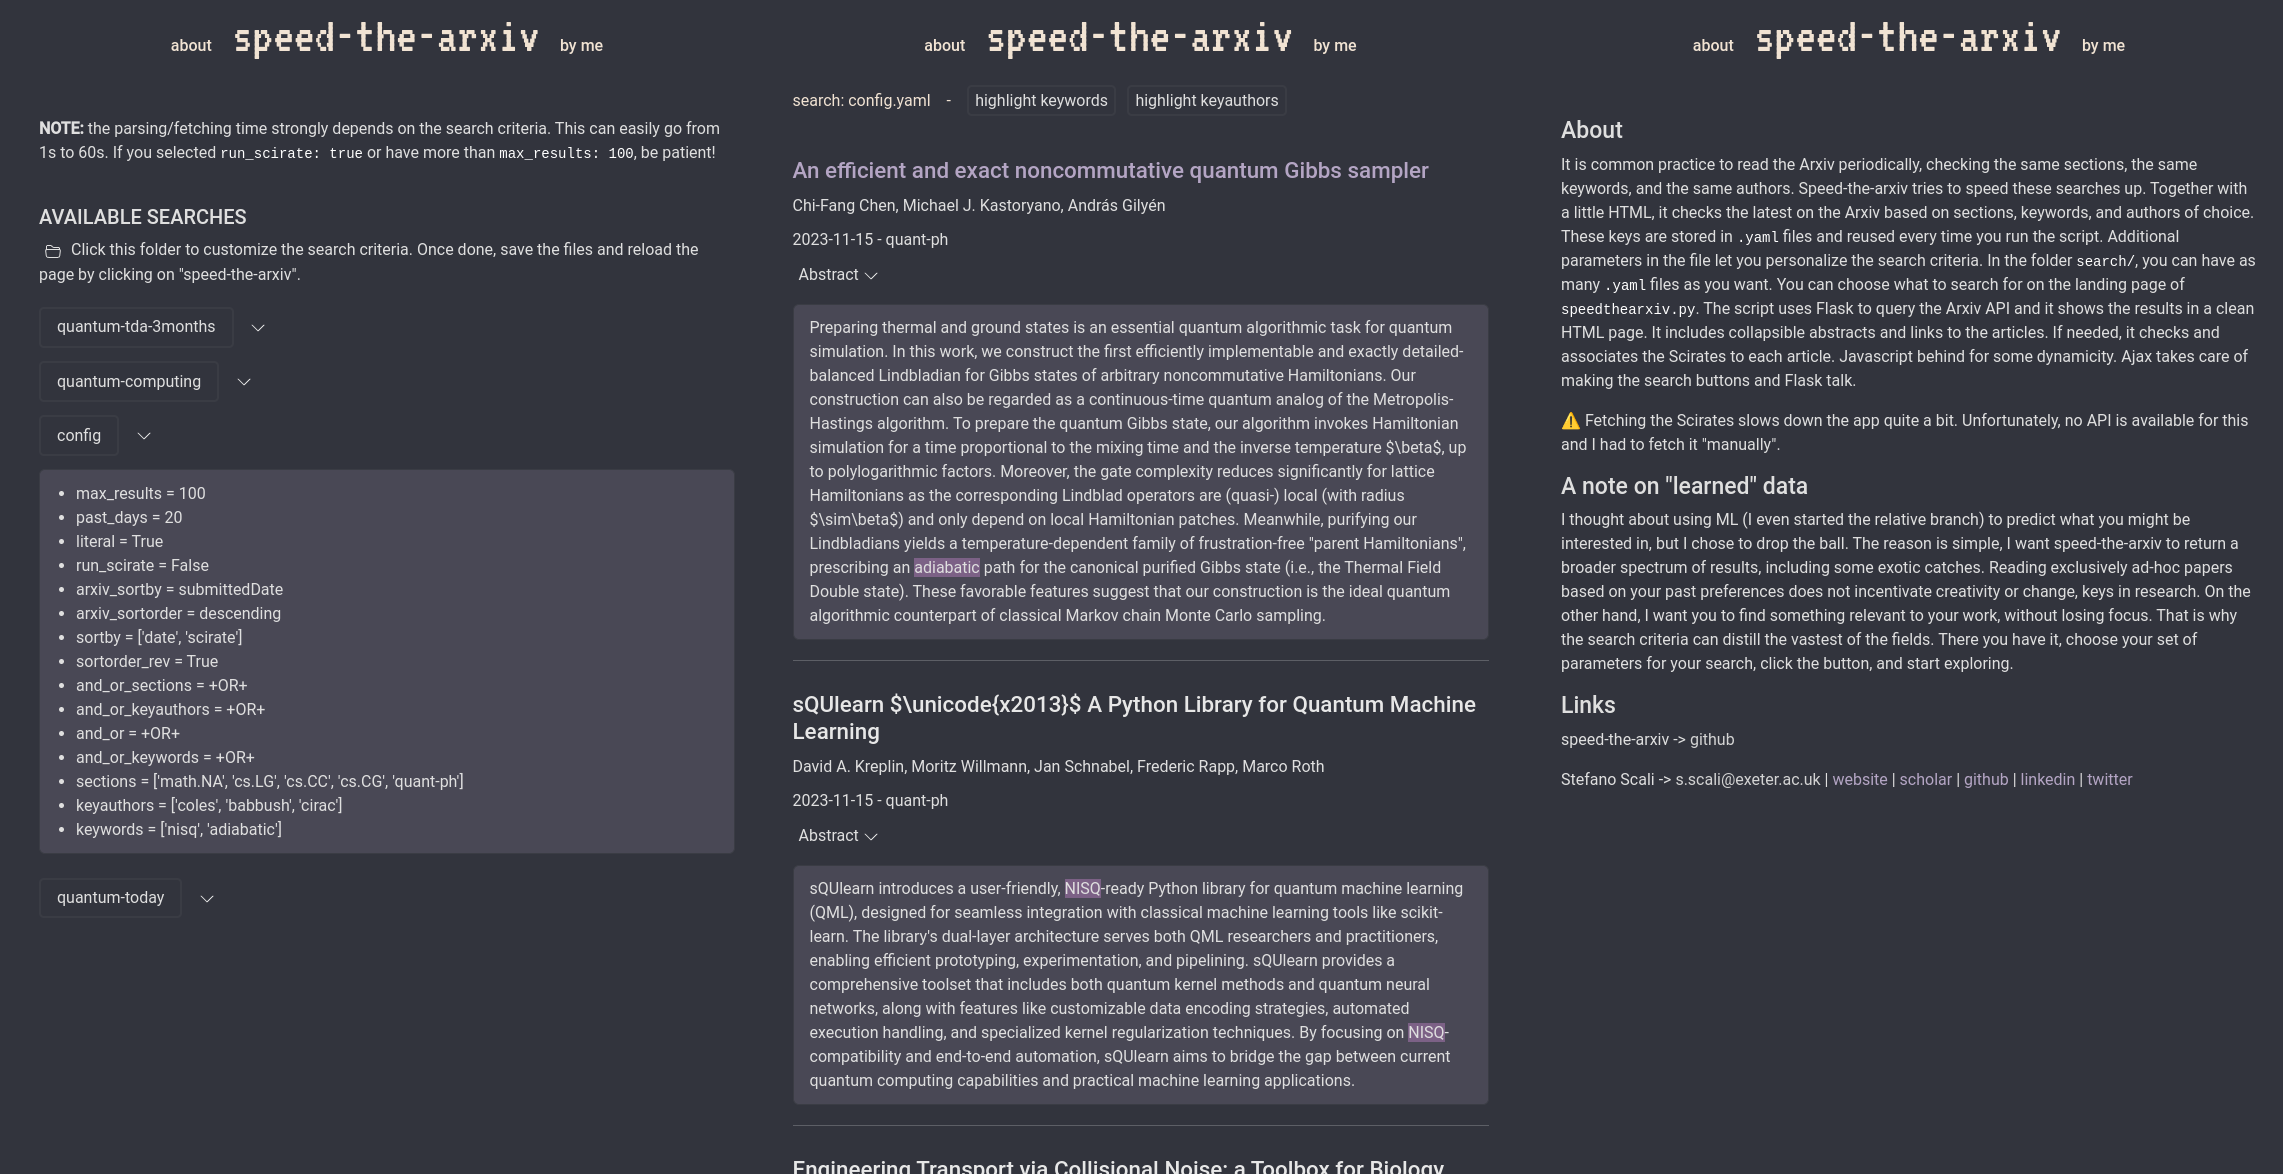 about speed-the-arxiv by me
NOTE: the parsing/fetching time strongly depends on the search criteria. This can easily go from
1s to 60s. If you selected run_scirate: true or have more than max_results: 100, be patient!
AVAILABLE SEARCHES
Click this folder to customize the search criteria. Once done, save the files and reload the
page by clicking on "speed-the-arxiv".
quantum-tda-3months
quantum-computing
config
• max_results = 100
• past_days = 20
• literal = True
• run_scirate = False
• arxiv_sortby = submittedDate
• arxiv_sortorder = descending
• sortby = ['date', 'scirate']
• sortorder_rev = True
• and_or_sections = +OR+
• and_or_keyauthors = +OR+
• and_or = +OR+
• and_or_keywords = +OR+
• sections = ['math.NA', 'cs.LG', 'cs.CC', 'cs.CG', 'quant-ph']
• keyauthors = ['coles', 'babbush', 'cirac']
• keywords = ['nisq', 'adiabatic']
quantum-today
about speed-the-arxiv by me
search: config.yaml - highlight keywords highlight keyauthors
An efficient and exact noncommutative quantum Gibbs sampler
Chi-Fang Chen, Michael J. Kastoryano, András Gilyén
2023-11-15 - quant-ph
Abstract
Preparing thermal and ground states is an essential quantum algorithmic task for quantum
simulation. In this work, we construct the first efficiently implementable and exactly detailed-
balanced Lindbladian for Gibbs states of arbitrary noncommutative Hamiltonians. Our
construction can also be regarded as a continuous-time quantum analog of the Metropolis-
Hastings algorithm. To prepare the quantum Gibbs state, our algorithm invokes Hamiltonian
simulation for a time proportional to the mixing time and the inverse temperature $\beta$, up
to polylogarithmic factors. Moreover, the gate complexity reduces significantly for lattice
Hamiltonians as the corresponding Lindblad operators are (quasi-) local (with radius
$\sim\beta$) and only depend on local Hamiltonian patches. Meanwhile, purifying our
Lindbladians yields a temperature-dependent family of frustration-free "parent Hamiltonians",
prescribing an adiabatic path for the canonical purified Gibbs state (i.e., the Thermal Field
Double state). These favorable features suggest that our construction is the ideal quantum
algorithmic counterpart of classical Markov chain Monte Carlo sampling.
sQUlearn $\unicode{x2013}$ A Python Library for Quantum Machine
Learning
David A. Kreplin, Moritz Willmann, Jan Schnabel, Frederic Rapp, Marco Roth
2023-11-15 - quant-ph
Abstract
sQUlearn introduces a user-friendly, NISQ-ready Python library for quantum machine learning
(QML), designed for seamless integration with classical machine learning tools like scikit-
learn. The library's dual-layer architecture serves both QML researchers and practitioners,
enabling efficient prototyping, experimentation, and pipelining. sQUlearn provides a
comprehensive toolset that includes both quantum kernel methods and quantum neural
networks, along with features like customizable data encoding strategies, automated
execution handling, and specialized kernel regularization techniques. By focusing on NISQ-
compatibility and end-to-end automation, sQUlearn aims to bridge the gap between current
quantum computing capabilities and practical machine learning applications.
Engineering Transport via Collisional Noise: a Toolbox for Biology
about speed-the-arxiv by me
About
It is common practice to read the Arxiv periodically, checking the same sections, the same
keywords, and the same authors. Speed-the-arxiv tries to speed these searches up. Together with
a little HTML, it checks the latest on the Arxiv based on sections, keywords, and authors of choice.
These keys are stored in .yaml files and reused every time you run the script. Additional
parameters in the file let you personalize the search criteria. In the folder search/, you can have as
many .yaml files as you want. You can choose what to search for on the landing page of
speedthearxiv.py. The script uses Flask to query the Arxiv API and it shows the results in a clean
HTML page. It includes collapsible abstracts and links to the articles. If needed, it checks and
associates the Scirates to each article. Javascript behind for some dynamicity. Ajax takes care of
making the search buttons and Flask talk.
⚠️ Fetching the Scirates slows down the app quite a bit. Unfortunately, no API is available for this
and I had to fetch it "manually".
A note on "learned" data
I thought about using ML (I even started the relative branch) to predict what you might be
interested in, but I chose to drop the ball. The reason is simple, I want speed-the-arxiv to return a
broader spectrum of results, including some exotic catches. Reading exclusively ad-hoc papers
based on your past preferences does not incentivate creativity or change, keys in research. On the
other hand, I want you to find something relevant to your work, without losing focus. That is why
the search criteria can distill the vastest of the fields. There you have it, choose your set of
parameters for your search, click the button, and start exploring.
Links
speed-the-arxiv -> github
Stefano Scali -> s.scali@exeter.ac.uk | website | scholar | github | linkedin | twitter